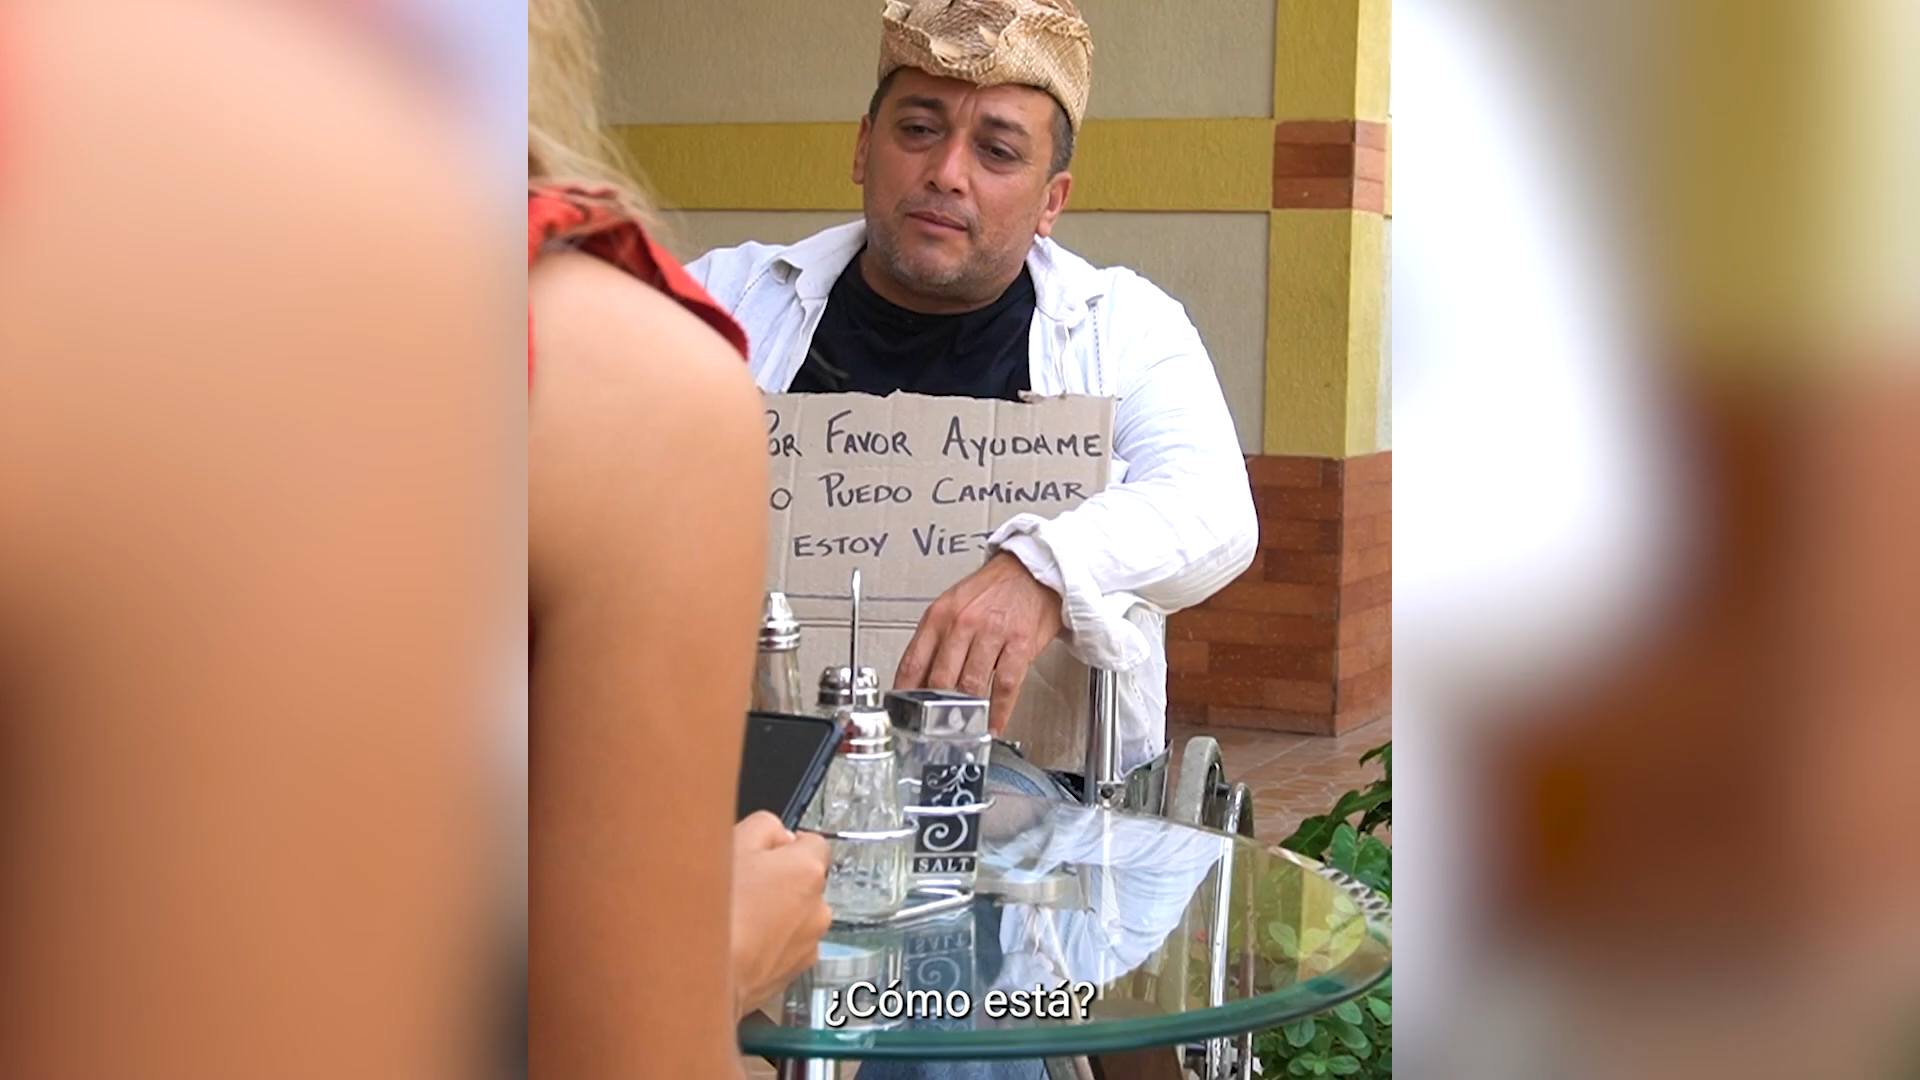 FAVOR AYUDAME
PUEDO CAMINAR
ESTOY
SALT
¿Cómo está?